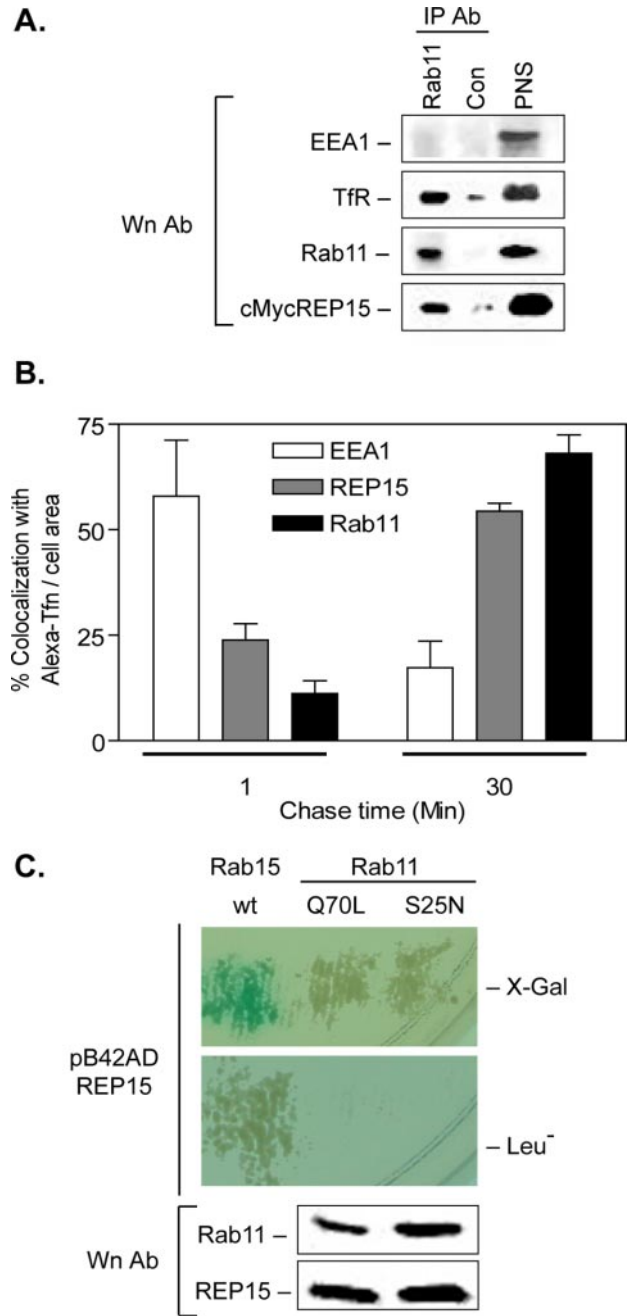 A.
IP Ab
Rab11 Con PNS
EEA1 –
TfR –
Wn Ab
Rab11 –
cMycREP15 –
B.
75
50
25
0
% Colocalization with
Alexa-Tfn / cell area
EEA1
REP15
Rab11
1 30
Chase time (Min)
C.
Rab15 Rab11
wt Q70L S25N
– X-Gal
pB42AD
REP15
– Leu⁻
Rab11 –
Wn Ab
REP15 –